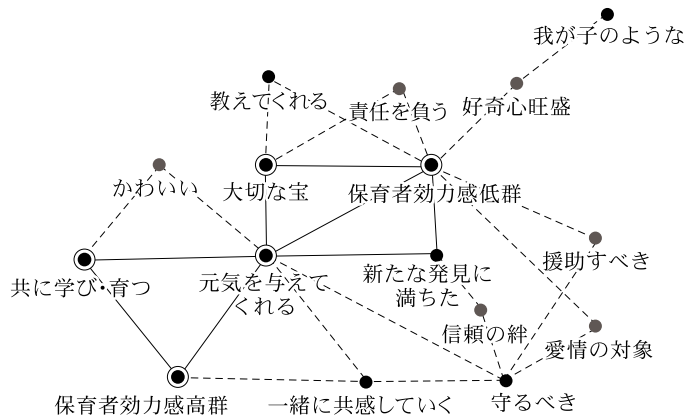 我が子のような
教えてくれる
責任を負う
好奇心旺盛
かわいい
大切な宝
保育者効力感低群
援助すべき
共に学び・育つ
元気を与えて
くれる
新たな発見に
満ちた
信頼の絆
愛情の対象
保育者効力感高群
一緒に共感していく
守るべき